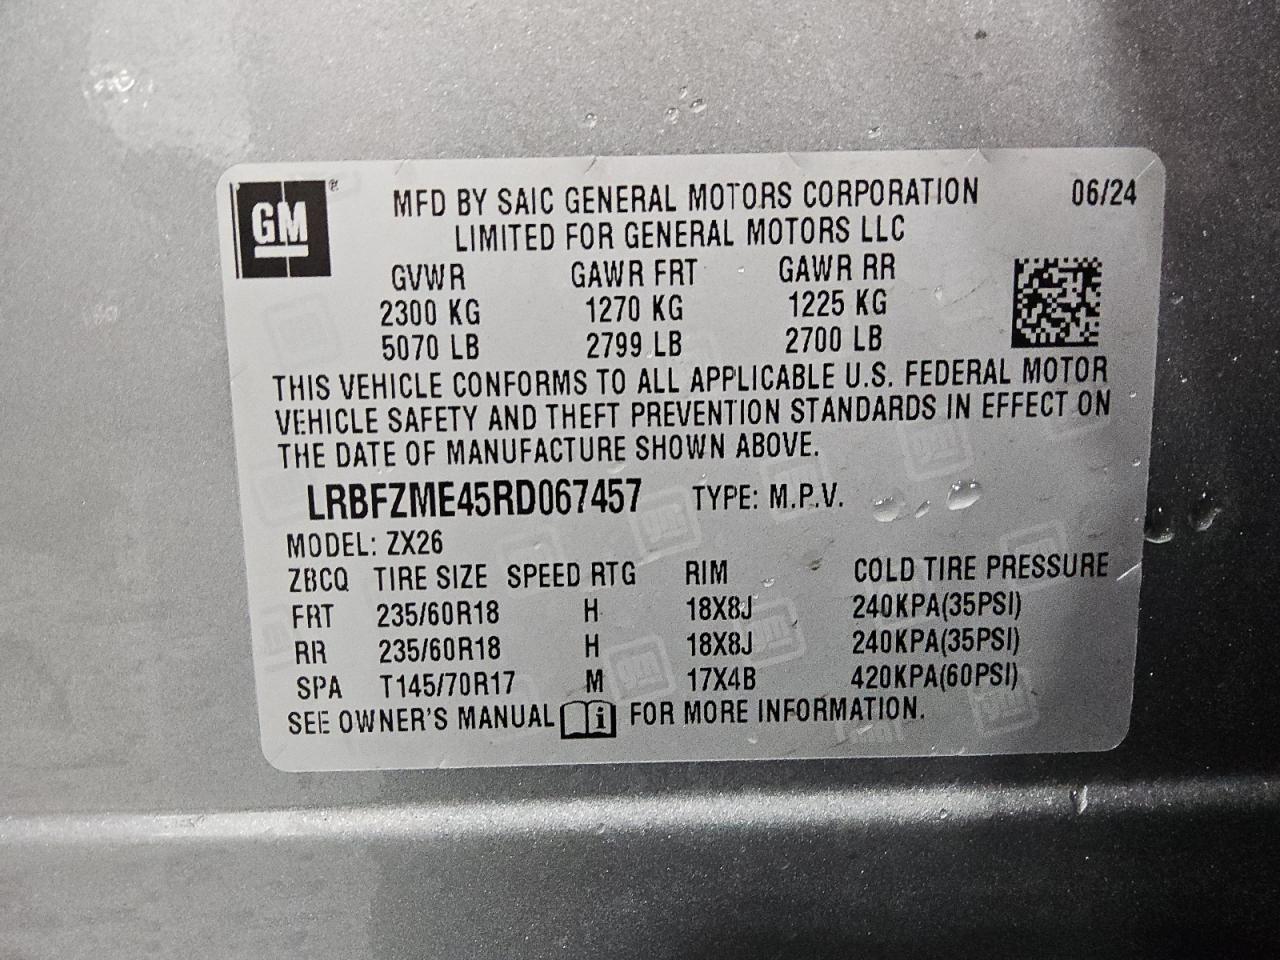 GM ® MFD BY SAIC GENERAL MOTORS CORPORATION 06/24
LIMITED FOR GENERAL MOTORS LLC
GVWR GAWR FRT GAWR RR
2300 KG 1270 KG 1225 KG
5070 LB 2799 LB 2700 LB
THIS VEHICLE CONFORMS TO ALL APPLICABLE U.S. FEDERAL MOTOR
VEHICLE SAFETY AND THEFT PREVENTION STANDARDS IN EFFECT ON
THE DATE OF MANUFACTURE SHOWN ABOVE.
LRBFZME45RD067457 TYPE: M.P.V.
MODEL: ZX26
ZBCQ TIRE SIZE SPEED RTG RIM COLD TIRE PRESSURE
FRT 235/60R18 H 18X8J 240KPA(35PSI)
RR 235/60R18 H 18X8J 240KPA(35PSI)
SPA T145/70R17 M 17X4B 420KPA(60PSI)
SEE OWNER'S MANUAL i FOR MORE INFORMATION.